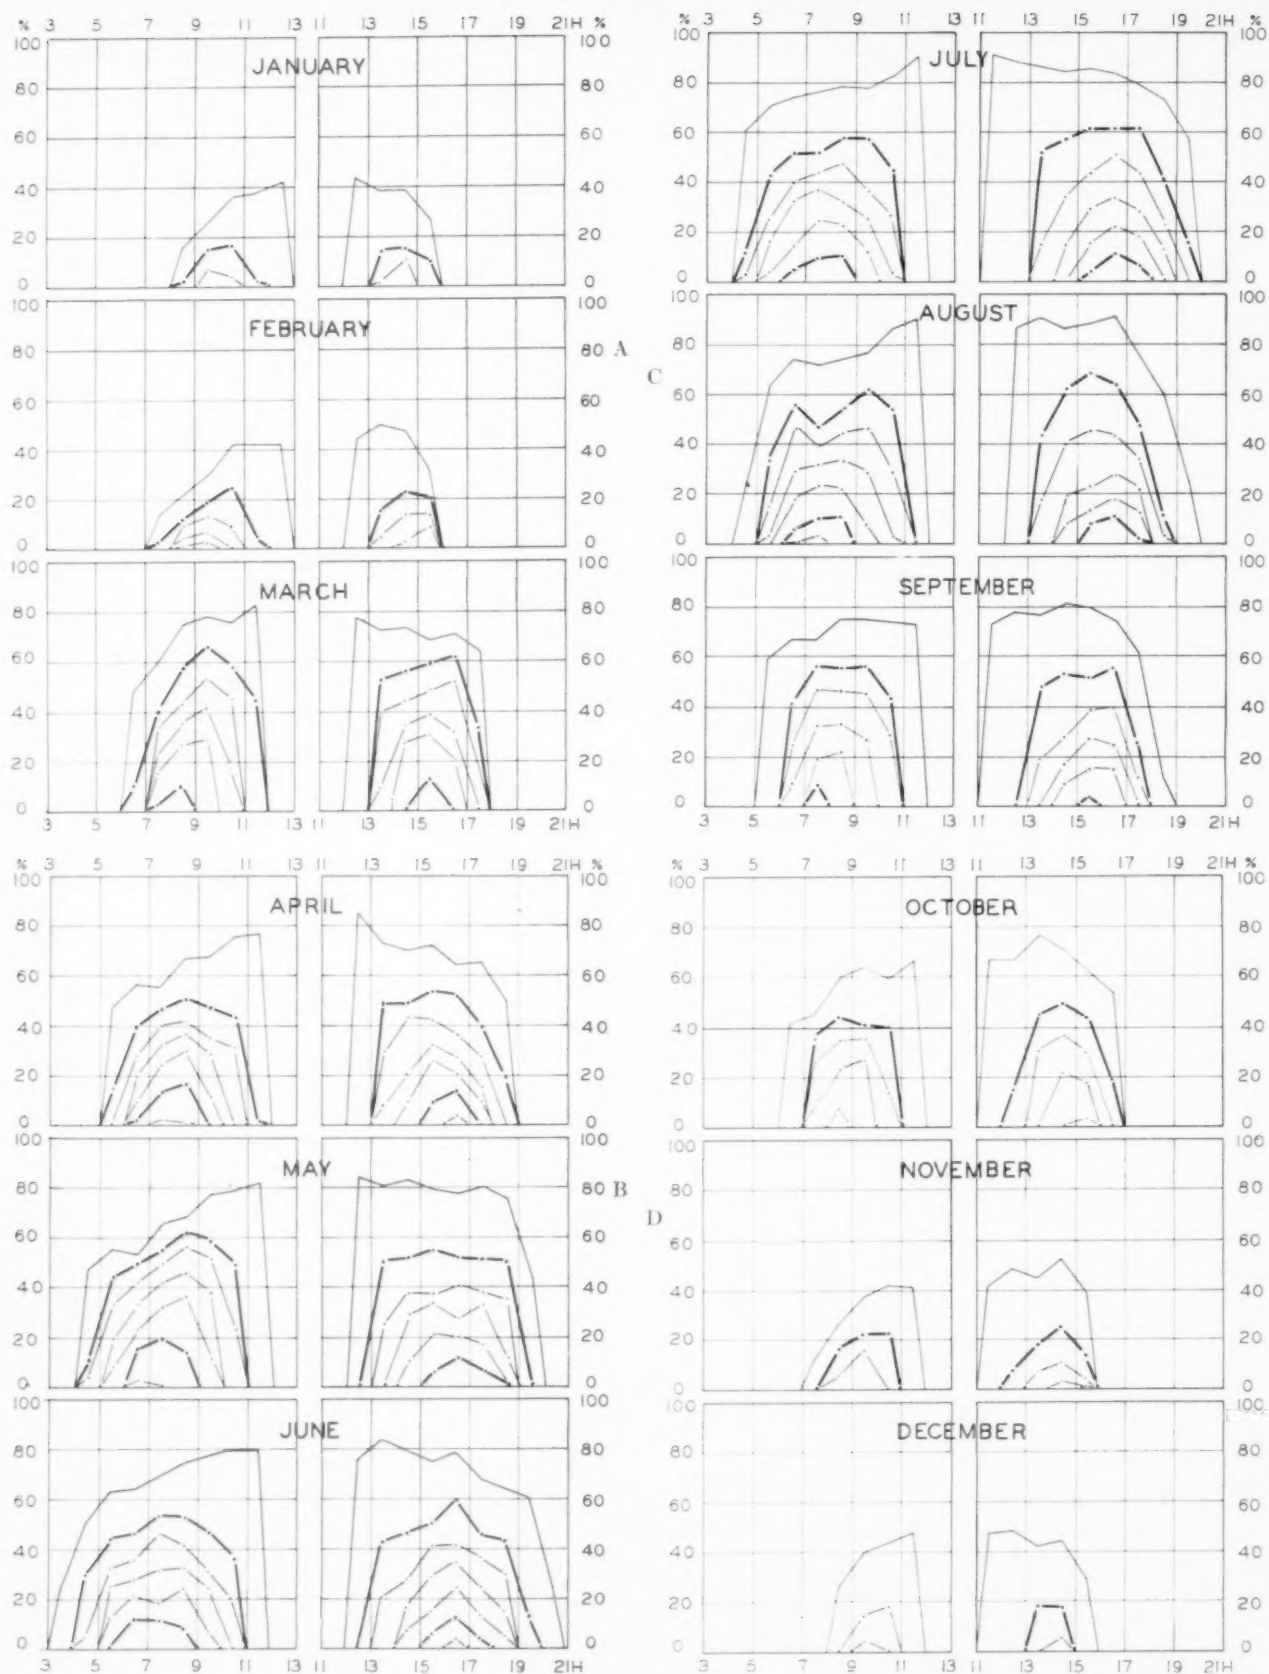 % 3 5 7 9 11 13 11 13 15 17 19 21H %
100 80 60 40 20 0
JANUARY
100 80 60 40 20 0
100 80 60 40 20 0
FEBRUARY
100 80 60 40 20 0
A
100 80 60 40 20 0
MARCH
100 80 60 40 20 0
3 5 7 9 11 13 11 13 15 17 19 21H
% 3 5 7 9 11 13 11 13 15 17 19 21H %
100 80 60 40 20 0
APRIL
100 80 60 40 20 0
100 80 60 40 20 0
MAY
100 80 60 40 20 0
B
100 80 60 40 20 0
JUNE
100 80 60 40 20 0
3 5 7 9 11 13 11 13 15 17 19 21H
% 3 5 7 9 11 13 11 13 15 17 19 21H %
100 80 60 40 20 0
JULY
100 80 60 40 20 0
C
100 80 60 40 20 0
AUGUST
100 80 60 40 20 0
100 80 60 40 20 0
SEPTEMBER
100 80 60 40 20 0
3 5 7 9 11 13 11 13 15 17 19 21H
% 3 5 7 9 11 13 11 13 15 17 19 21H %
100 80 60 40 20 0
OCTOBER
100 80 60 40 20 0
D
100 80 60 40 20 0
NOVEMBER
100 80 60 40 20 0
100 80 60 40 20 0
DECEMBER
100 80 60 40 20 0
3 5 7 9 11 13 11 13 15 17 19 21H